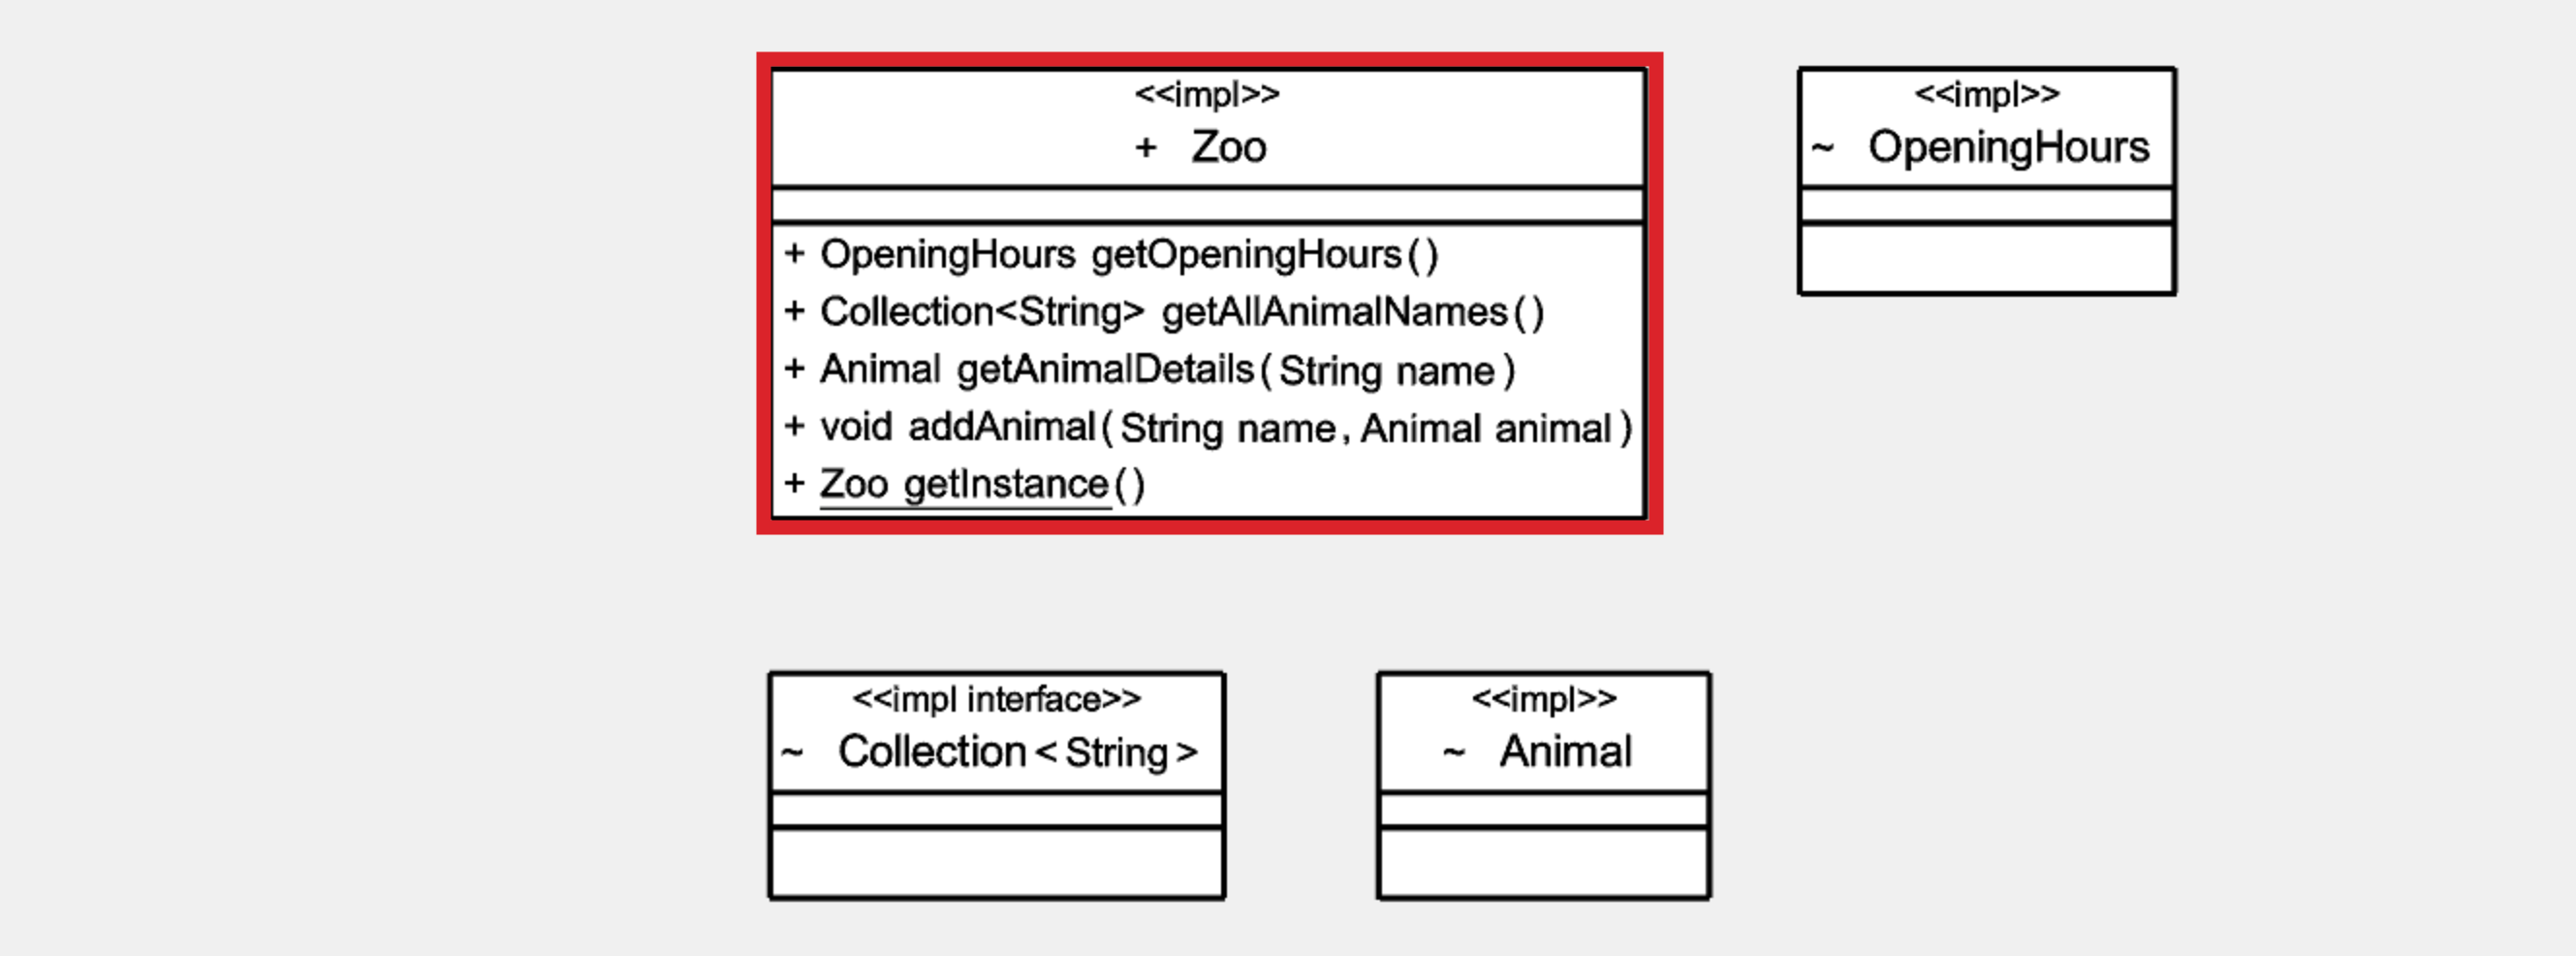 <<impl>>
+ Zoo
+ OpeningHours getOpeningHours()
+ Collection<String> getAllAnimalNames()
+ Animal getAnimalDetails(String name)
+ void addAnimal(String name, Animal animal)
+ Zoo getInstance()
<<impl>>
~ OpeningHours
<<impl interface>>
~ Collection<String>
<<impl>>
~ Animal